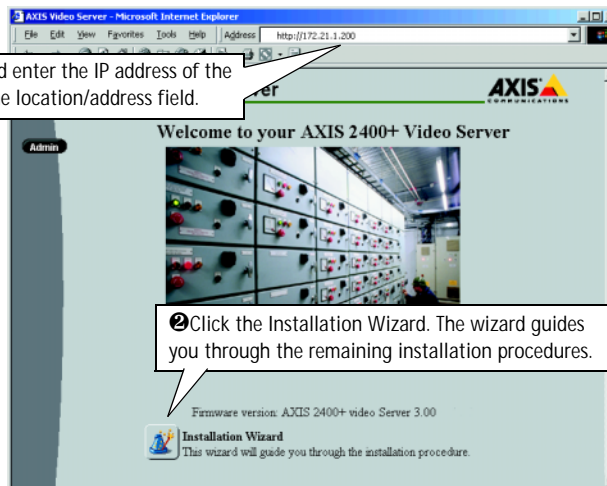 AXIS Video Server - Microsoft Internet Explorer
File Edit View Favorites Tools Help Address http://172.21.1.200
d enter the IP address of the
e location/address field.
er
AXIS
COMMUNICATIONS
Welcome to your AXIS 2400+ Video Server
Admin
❷Click the Installation Wizard. The wizard guides
you through the remaining installation procedures.
Firmware version: AXIS 2400+ video Server 3.00
Installation Wizard
This wizard will guide you through the installation procedure.